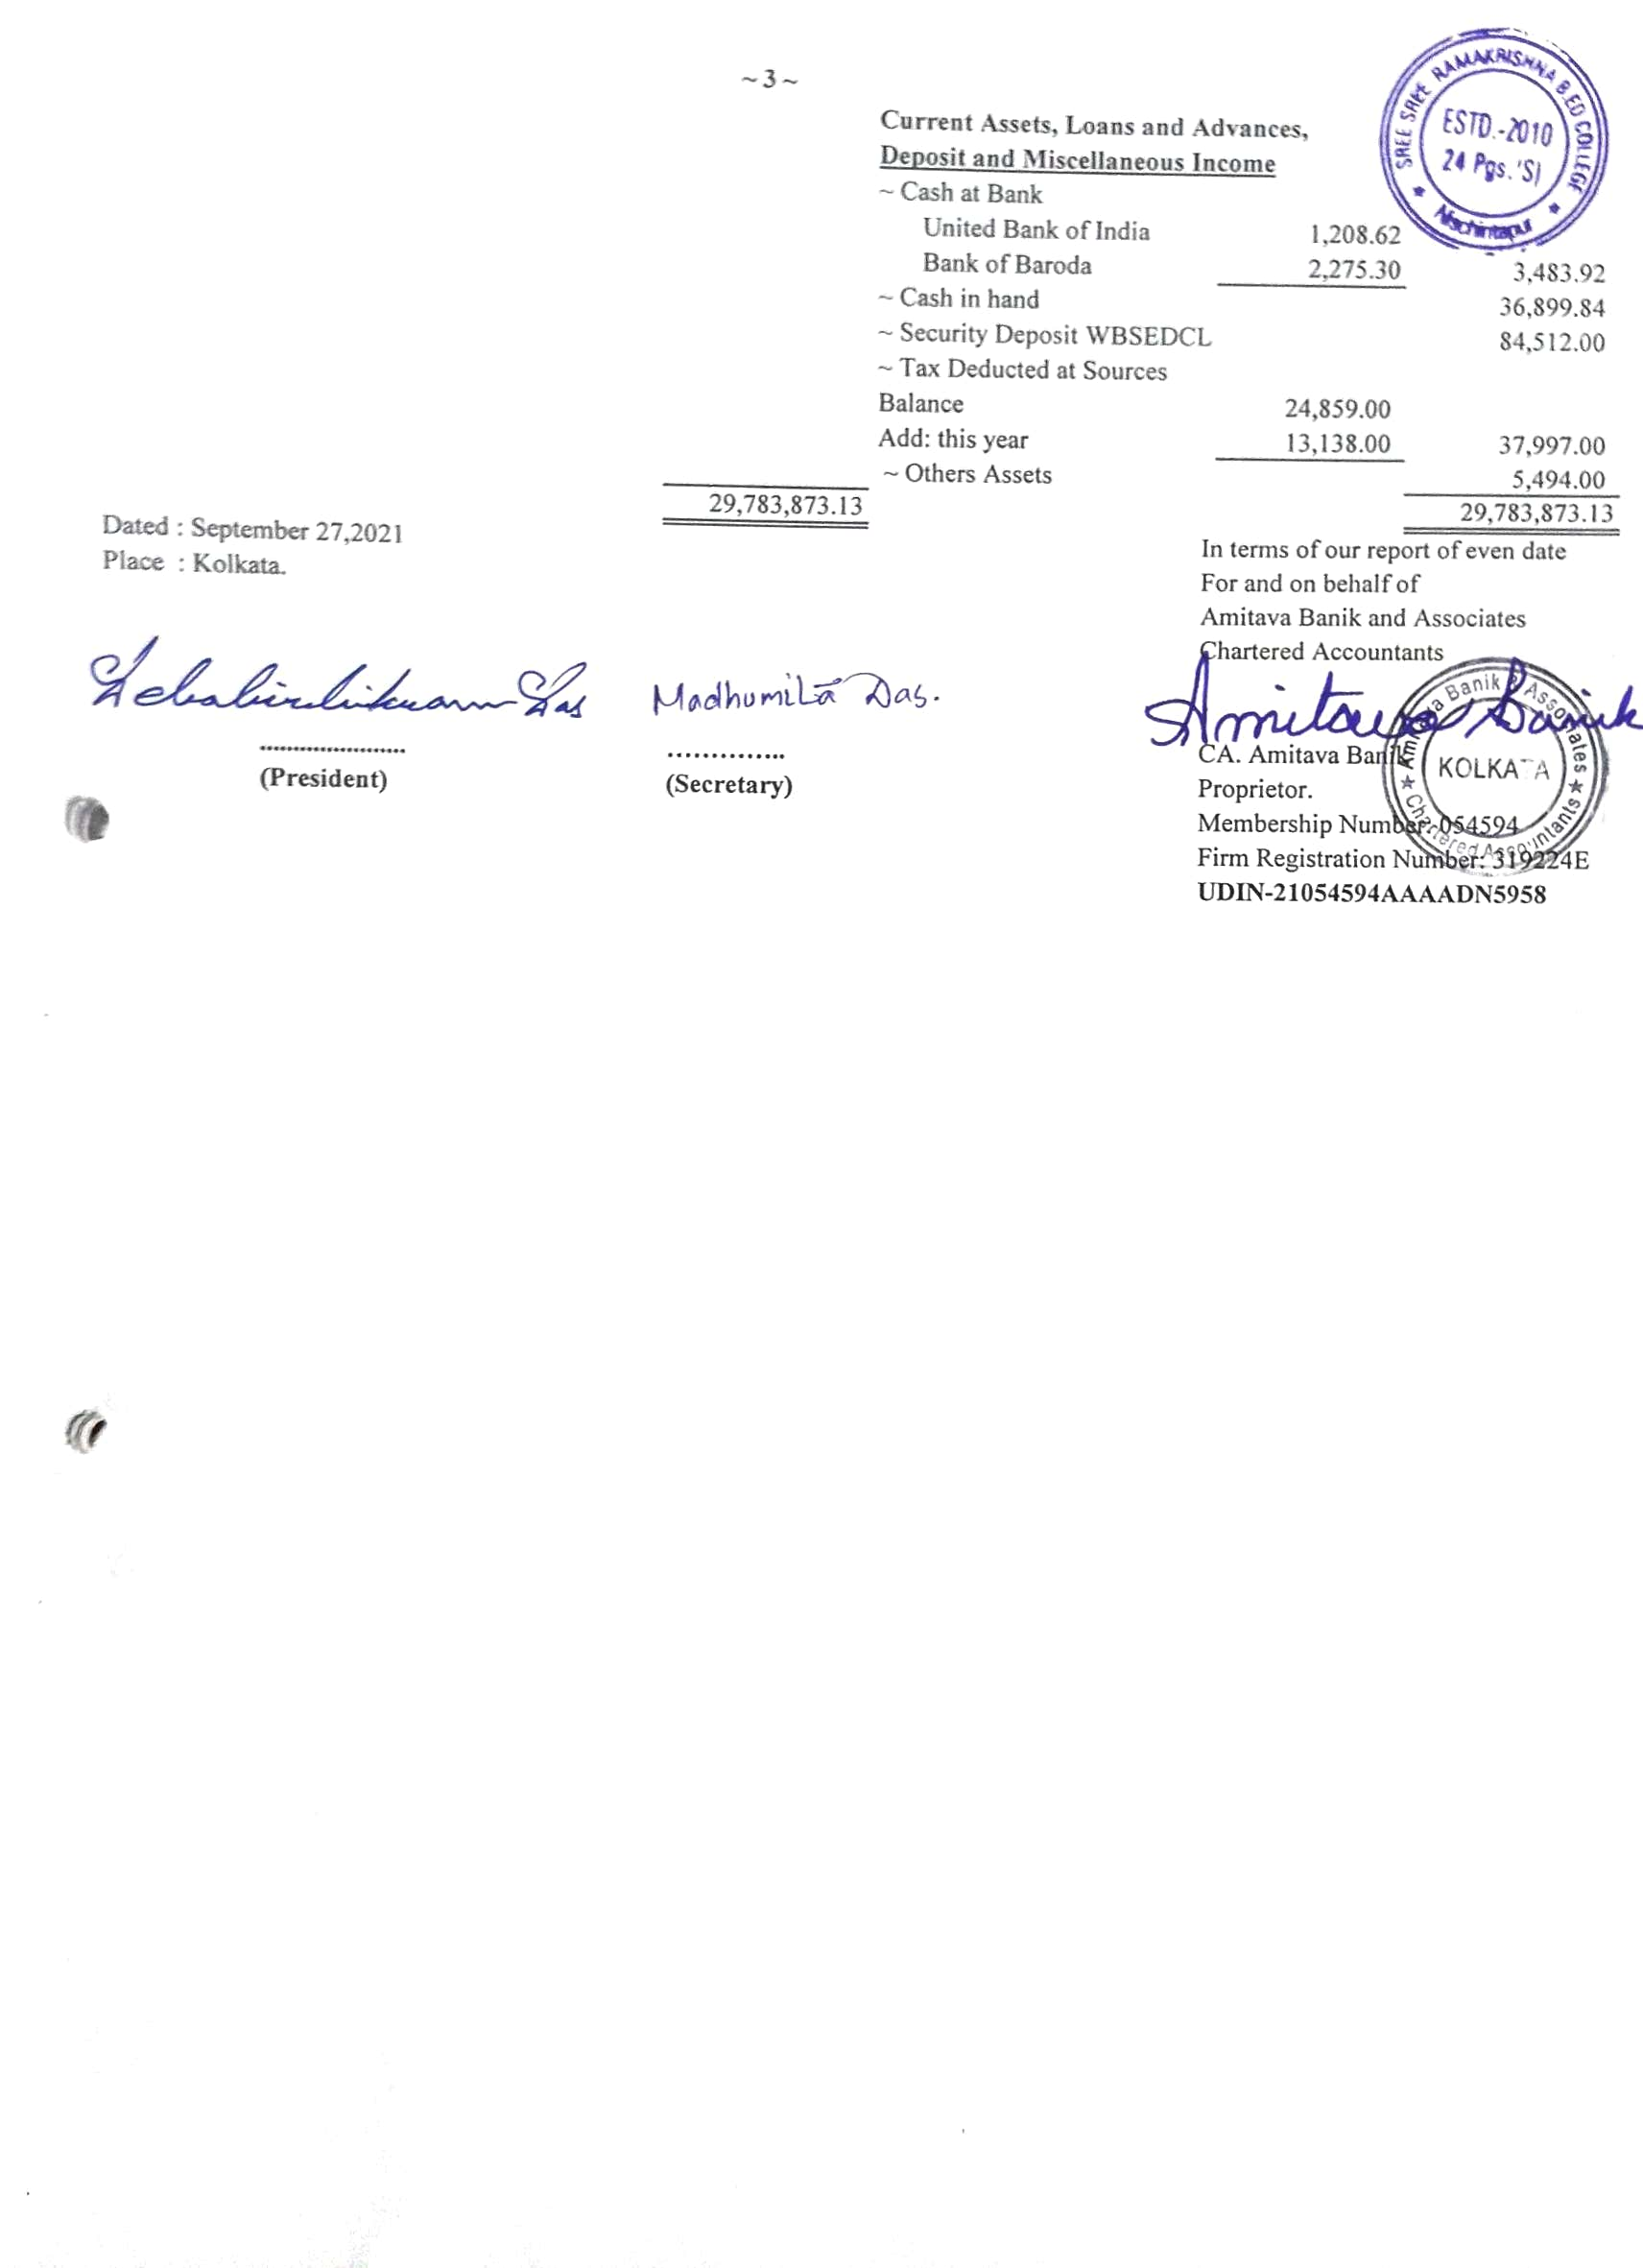 ~3~
SREE SREE RAMAKRISHNA B.ED COLLEGE
ESTD.-2010
24 Pgs. 'S)
Nischintapur
Current Assets, Loans and Advances,
Deposit and Miscellaneous Income
~ Cash at Bank
United Bank of India 1,208.62
Bank of Baroda 2,275.30 3,483.92
~ Cash in hand 36,899.84
~ Security Deposit WBSEDCL 84,512.00
~ Tax Deducted at Sources
Balance 24,859.00
Add: this year 13,138.00 37,997.00
~ Others Assets 5,494.00
29,783,873.13 29,783,873.13
Dated : September 27,2021
Place : Kolkata.
In terms of our report of even date
For and on behalf of
Amitava Banik and Associates
Chartered Accountants
Das Madhumita Das. Amitava Banik
(President) (Secretary)
CA. Amitava Banik
Proprietor.
Membership Number: 054594
Firm Registration Number: 319224E
UDIN-21054594AAAADN5958
Amitava Banik & Associates
KOLKATA
Chartered Accountants